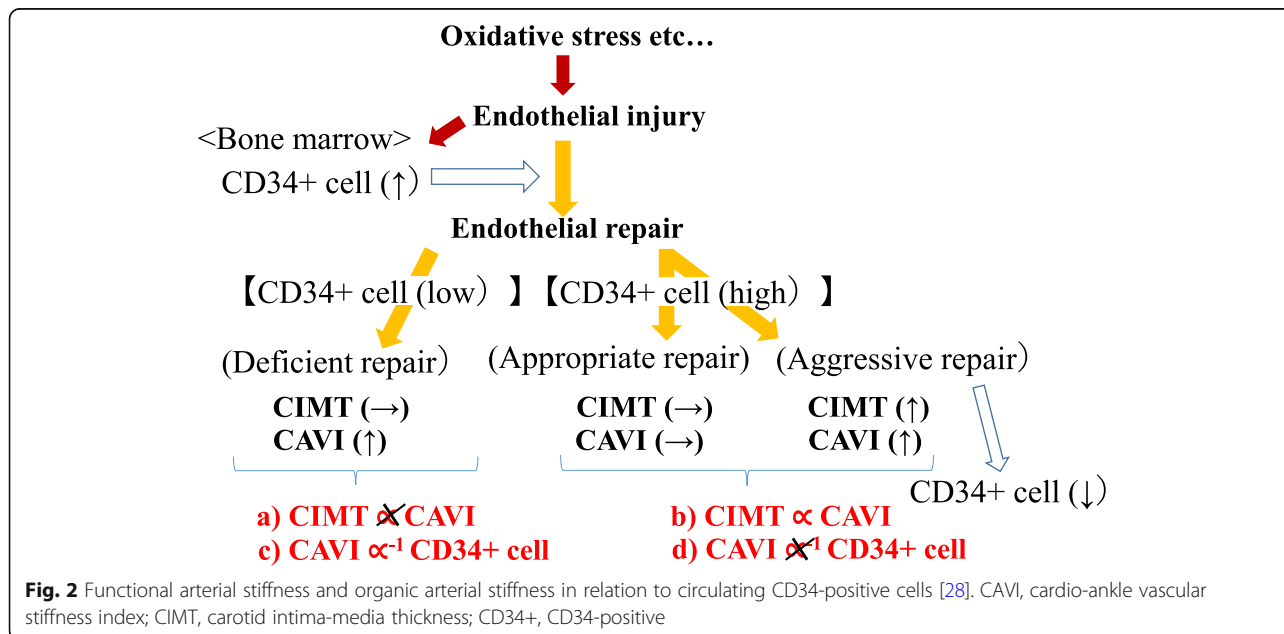 Oxidative stress etc…
Endothelial injury
<Bone marrow>
CD34+ cell (↑)
Endothelial repair
【CD34+ cell (low) 】【CD34+ cell (high) 】
(Deficient repair) (Appropriate repair) (Aggressive repair)
CIMT (→) CIMT (→) CIMT (↑)
CAVI (↑) CAVI (→) CAVI (↑)
CD34+ cell (↓)
a) CIMT ∝ CAVI b) CIMT ∝ CAVI
c) CAVI ∝⁻¹ CD34+ cell d) CAVI ∝⁻¹ CD34+ cell
Fig. 2 Functional arterial stiffness and organic arterial stiffness in relation to circulating CD34-positive cells [28]. CAVI, cardio-ankle vascular
stiffness index; CIMT, carotid intima-media thickness; CD34+, CD34-positive